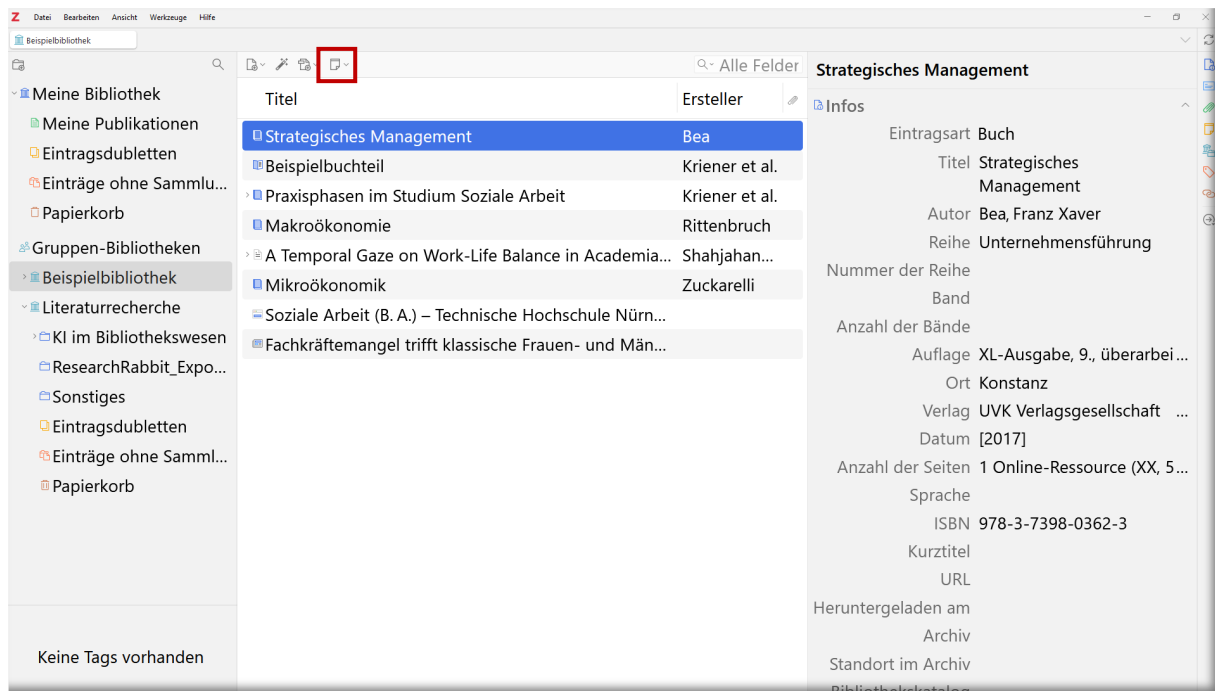 Z Datei Bearbeiten Ansicht Werkzeuge Hilfe
Beispielbibliothek
Meine Bibliothek
Meine Publikationen
Eintragsdubletten
Einträge ohne Sammlu...
Papierkorb
Gruppen-Bibliotheken
Beispielbibliothek
Literaturrecherche
KI im Bibliothekswesen
ResearchRabbit_Expo...
Sonstiges
Eintragsdubletten
Einträge ohne Samml...
Papierkorb
Keine Tags vorhanden
Alle Felder
Titel Ersteller
Strategisches Management Bea
Beispielbuchteil Kriener et al.
Praxisphasen im Studium Soziale Arbeit Kriener et al.
Makroökonomie Rittenbruch
A Temporal Gaze on Work-Life Balance in Academia... Shahjahan...
Mikroökonomik Zuckarelli
Soziale Arbeit (B. A.) – Technische Hochschule Nürn...
Fachkräftemangel trifft klassische Frauen- und Män...
Strategisches Management
Infos
Eintragsart Buch
Titel Strategisches
Management
Autor Bea, Franz Xaver
Reihe Unternehmensführung
Nummer der Reihe
Band
Anzahl der Bände
Auflage XL-Ausgabe, 9., überarbei...
Ort Konstanz
Verlag UVK Verlagsgesellschaft ...
Datum [2017]
Anzahl der Seiten 1 Online-Ressource (XX, 5...
Sprache
ISBN 978-3-7398-0362-3
Kurztitel
URL
Heruntergeladen am
Archiv
Standort im Archiv
Bibliothekskatalog